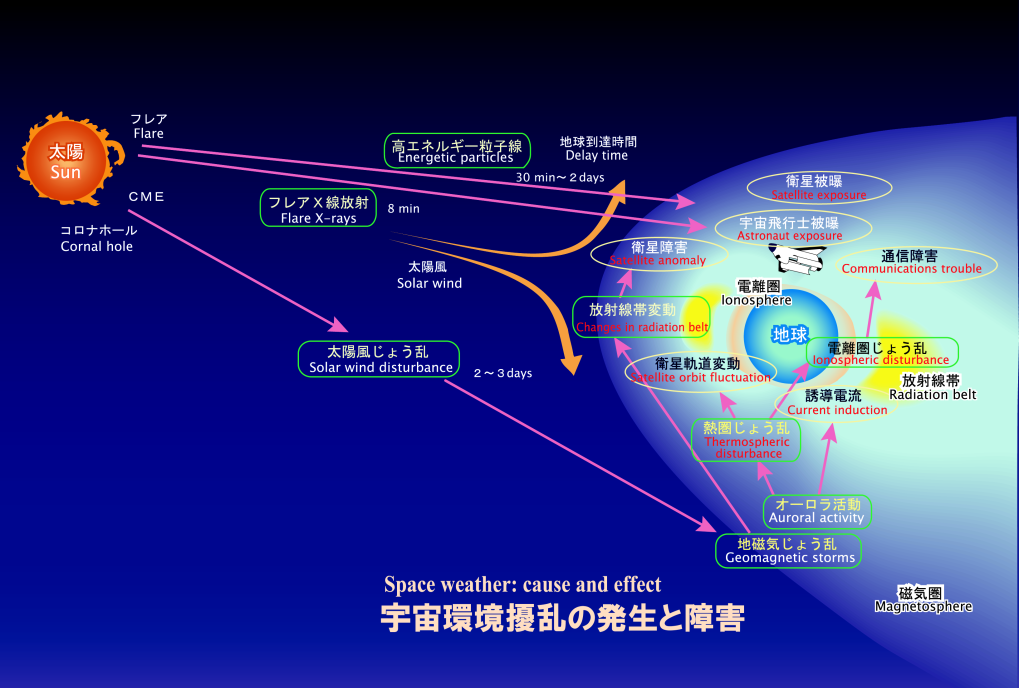 フレア
Flare
太陽
Sun
CME
コロナホール
Cornal hole
高エネルギー粒子線
Energetic particles
地球到達時間
Delay time
30 min～2 days
フレアX線放射
Flare X-rays
8 min
太陽風
Solar wind
衛星被曝
Satellite exposure
宇宙飛行士被曝
Astronaut exposure
衛星障害
Satellite anomaly
通信障害
Communications trouble
電離圏
Ionosphere
放射線帯変動
Changes in radiation belt
地球
電離圏じょう乱
Ionospheric disturbance
太陽風じょう乱
Solar wind disturbance
2～3 days
衛星軌道変動
Satellite orbit fluctuation
放射線帯
Radiation belt
誘導電流
Current induction
熱圏じょう乱
Thermospheric
disturbance
オーロラ活動
Auroral activity
地磁気じょう乱
Geomagnetic storms
磁気圏
Magnetosphere
Space weather: cause and effect
宇宙環境擾乱の発生と障害